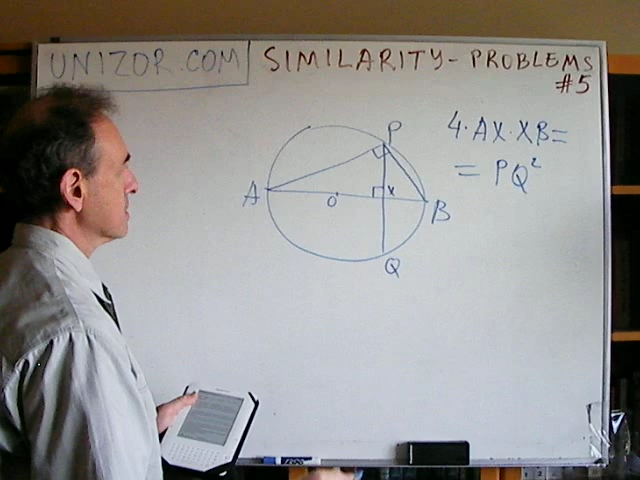 UNIZOR.COM
SIMILARITY - PROBLEMS
#5
4·AX·XB=
= PQ²
P
A
O
X
B
Q